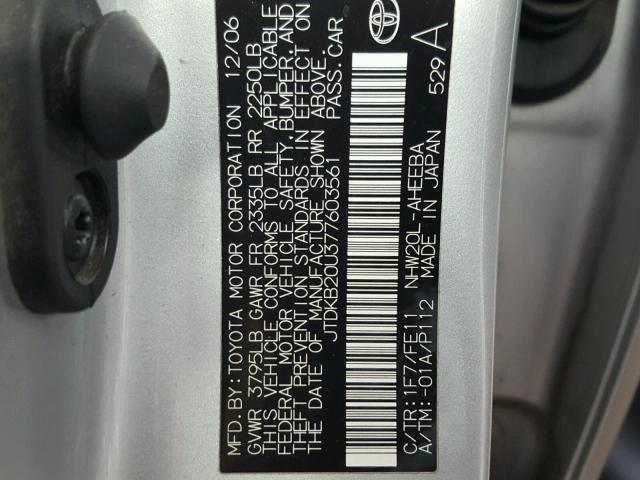 MFD.BY:TOYOTA MOTOR CORPORATION 12/06
GVWR 3795LB GAWR FR 2335LB RR 2250LB
THIS VEHICLE CONFORMS TO ALL APPLICABLE
FEDERAL MOTOR VEHICLE SAFETY, BUMPER, AND
THEFT PREVENTION STANDARDS IN EFFECT ON
THE DATE OF MANUFACTURE SHOWN ABOVE.
JTDKB20U377603561 PASS.CAR
C/TR:1F7/FE11 NHW20L-AHEEBA 529 A
A/TM:-01A/P112 MADE IN JAPAN